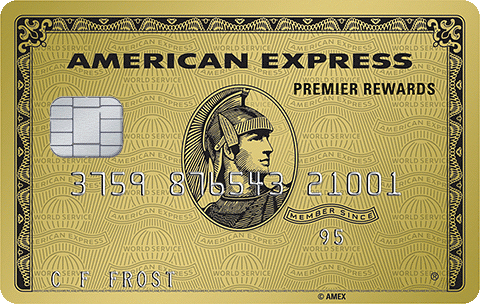 AMERICAN EXPRESS
PREMIER REWARDS
3759 876543 21001
MEMBER SINCE
95
C F FROST
®
© AMEX